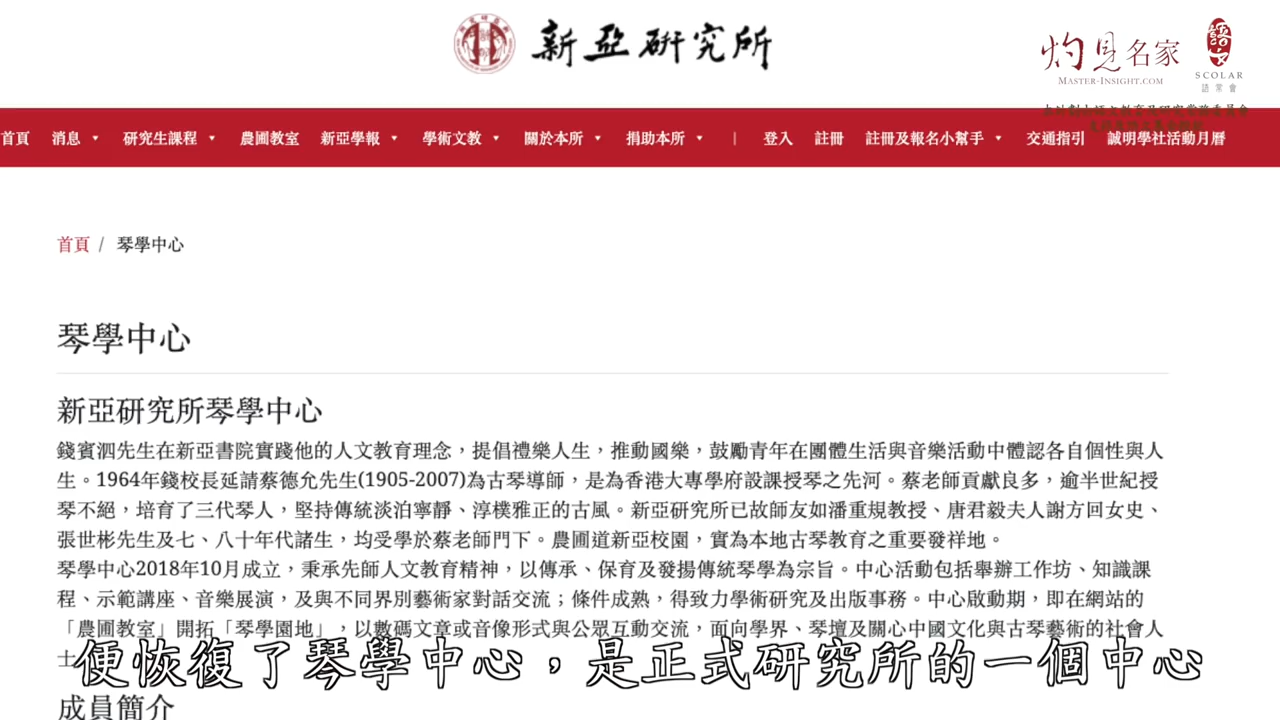 新亞研究所
灼見名家
MASTER-INSIGHT.COM
語文
SCOLAR
語常會
首頁 消息 研究生課程 農圃教室 新亞學報 學術文教 關於本所 捐助本所 | 登入 註冊 註冊及報名小幫手 交通指引 誠明學社活動月曆
首頁 / 琴學中心
琴學中心
新亞研究所琴學中心
錢賓泗先生在新亞書院實踐他的人文教育理念，提倡禮樂人生，推動國樂，鼓勵青年在團體生活與音樂活動中體認各自個性與人
生。1964年錢校長延請蔡德允先生(1905-2007)為古琴導師，是為香港大專學府設課授琴之先河。蔡老師貢獻良多，逾半世紀授
琴不絕，培育了三代琴人，堅持傳統淡泊寧靜、淳樸雅正的古風。新亞研究所已故師友如潘重規教授、唐君毅夫人謝方回女史、
張世彬先生及七、八十年代諸生，均受學於蔡老師門下。農圃道新亞校園，實為本地古琴教育之重要發祥地。
琴學中心2018年10月成立，秉承先師人文教育精神，以傳承、保育及發揚傳統琴學為宗旨。中心活動包括舉辦工作坊、知識課
程、示範講座、音樂展演，及與不同界別藝術家對話交流；條件成熟，得致力學術研究及出版事務。中心啟動期，即在網站的
「農圃教室」開拓「琴學園地」，以數碼文章或音像形式與公眾互動交流，面向學界、琴壇及關心中國文化與古琴藝術的社會人
士
便恢復了琴學中心，是正式研究所的一個中心
成員簡介